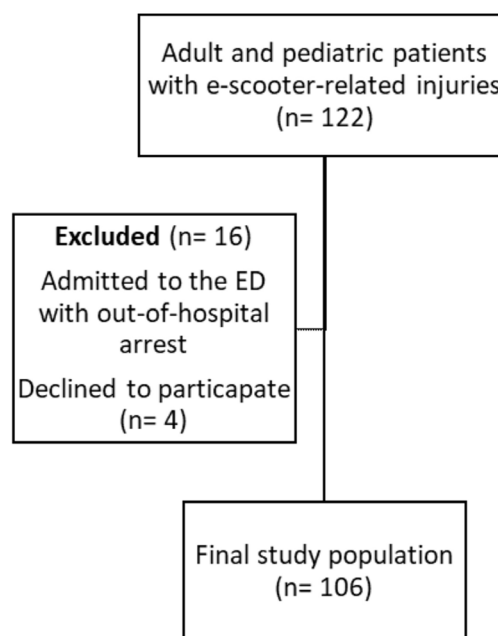 Adult and pediatric patients
with e-scooter-related injuries
(n= 122)
Excluded (n= 16)
Admitted to the ED
with out-of-hospital
arrest
Declined to particapate
(n= 4)
Final study population
(n= 106)